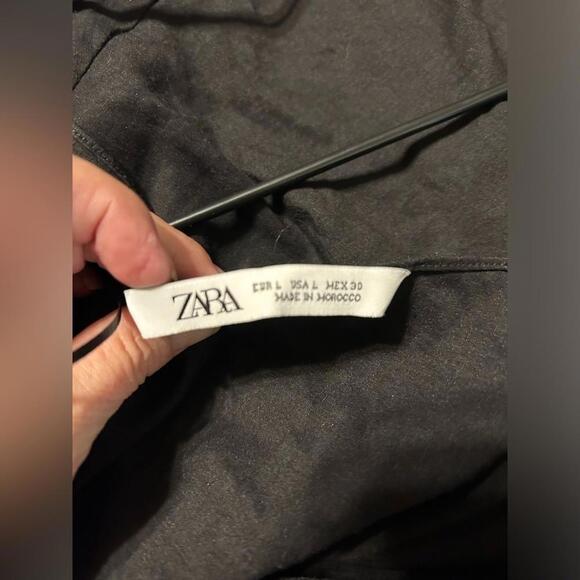 ZARA
EUR L USA L MEX 30
MADE IN MOROCCO